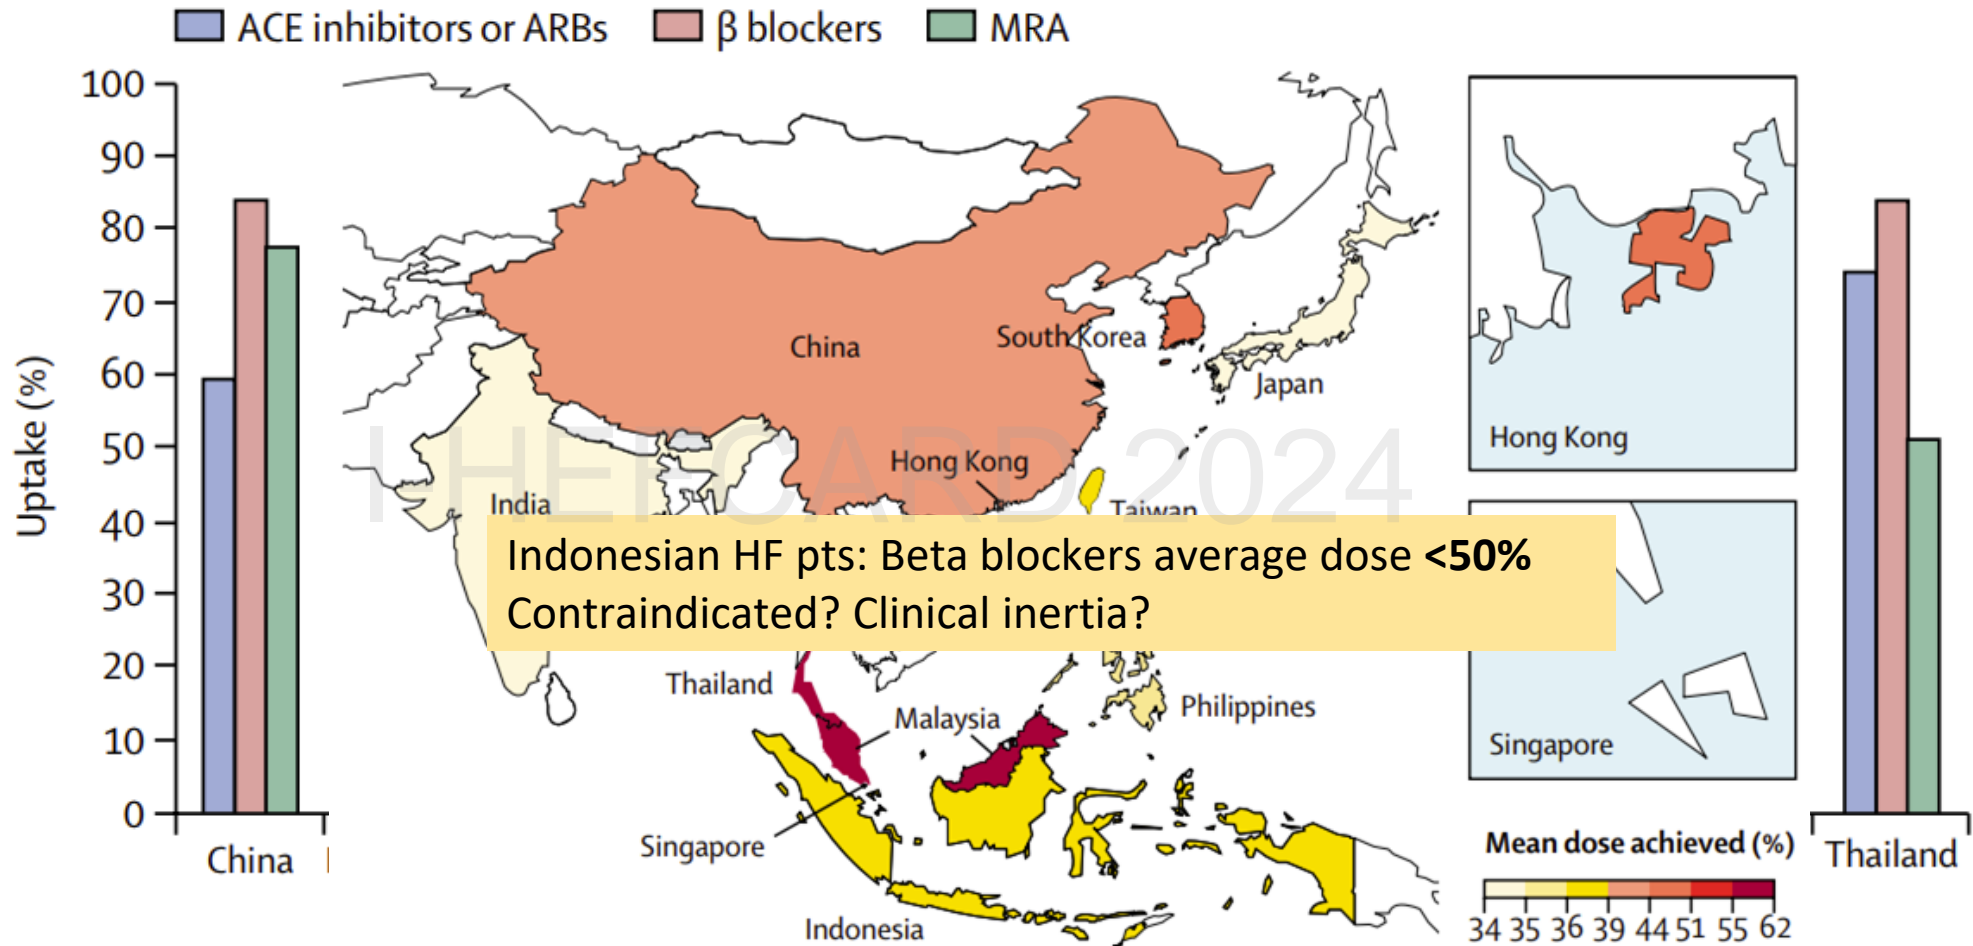 ACE inhibitors or ARBs β blockers MRA
Uptake (%)
100
90
80
70
60
50
40
30
20
10
0
China
China
South Korea
Japan
Hong Kong
India
Taiwan
I HEFCARD 2024
Indonesian HF pts: Beta blockers average dose <50%
Contraindicated? Clinical inertia?
Thailand
Malaysia
Philippines
Singapore
Indonesia
Hong Kong
Singapore
Mean dose achieved (%)
34 35 36 39 44 51 55 62
Thailand